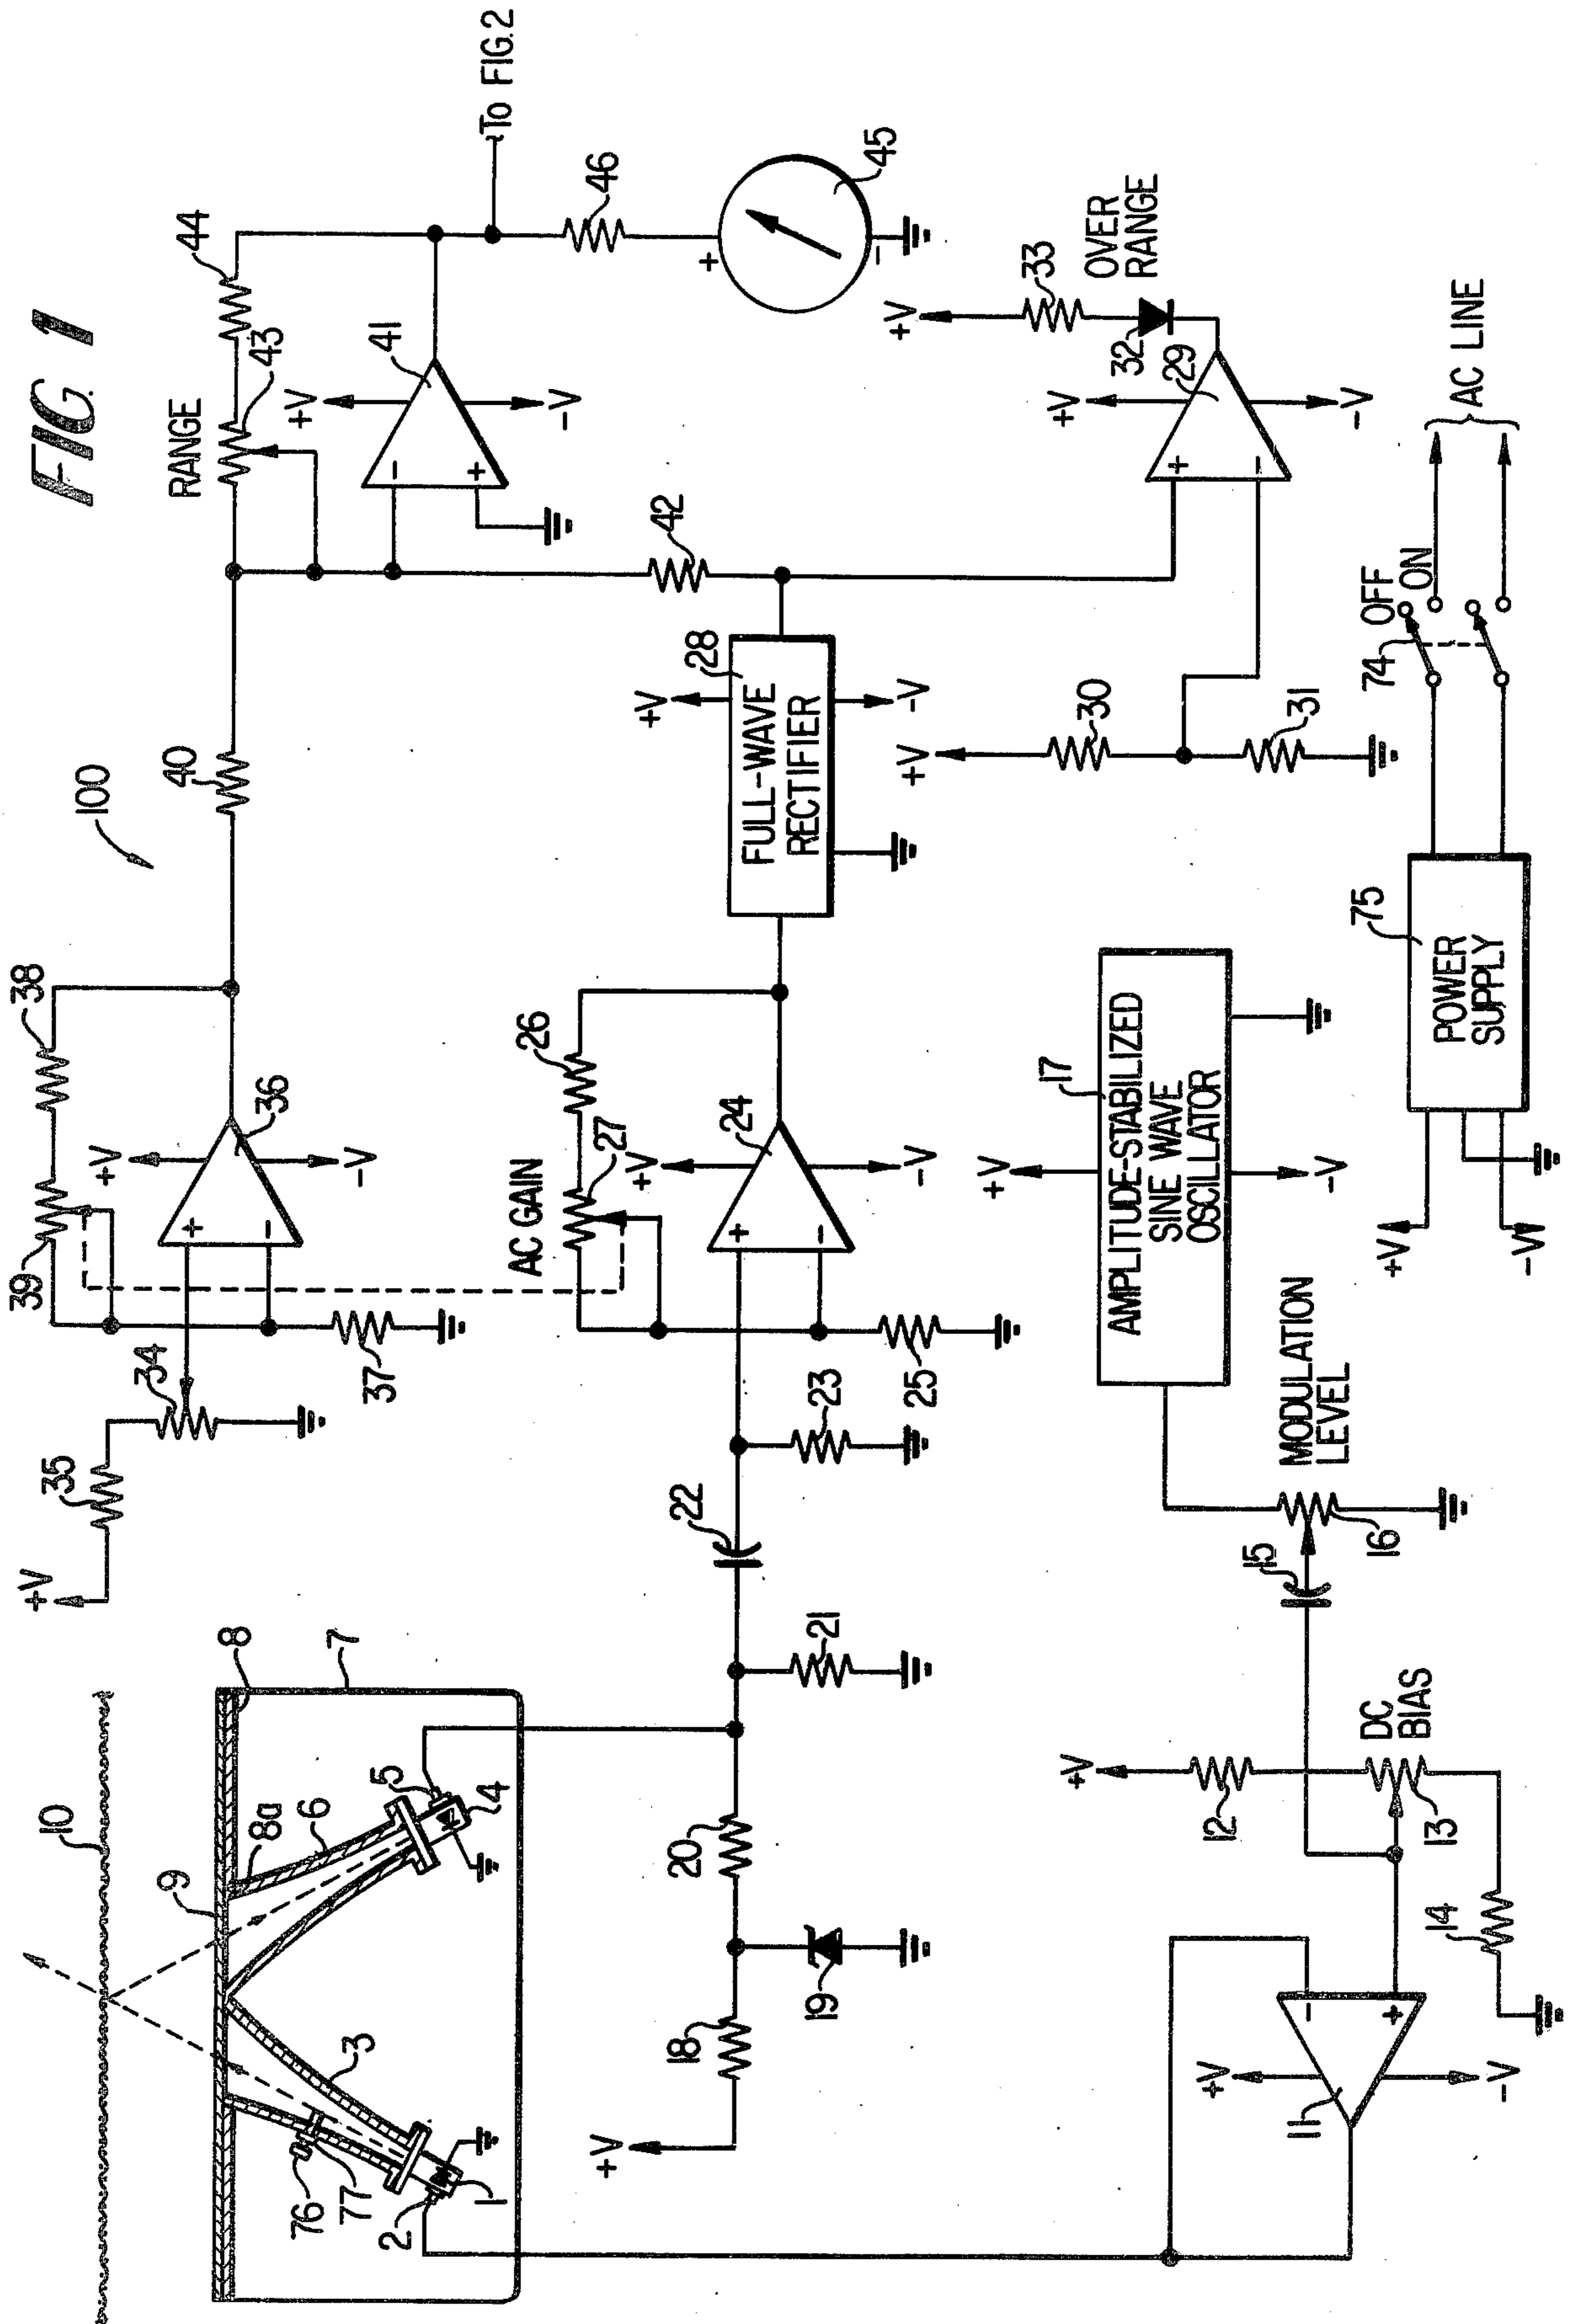 FIG. 1
100
10
9
8
8a
6
7
5
4
3
76
77
2
1
+V
35
34
39
38
+V
36
-V
37
40
RANGE
44
43
+V
41
-V
To FIG. 2
46
+
45
-
42
+V
18
19
20
21
22
23
AC GAIN
26
27
+V
24
-V
25
28
FULL-WAVE
RECTIFIER
+V
-V
+V
30
31
+V
29
-V
+V
33
32
OVER
RANGE
+V
11
-V
+V
12
13
14
DC
BIAS
15
16
MODULATION
LEVEL
17
AMPLITUDE-STABILIZED
SINE WAVE
OSCILLATOR
+V
-V
75
POWER
SUPPLY
+V
-V
74
OFF
ON
AC LINE